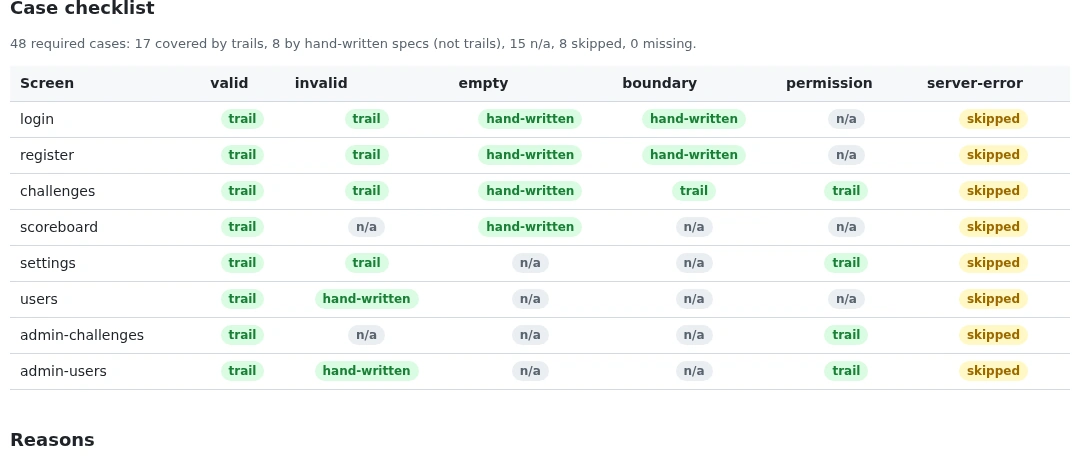 Case checklist
48 required cases: 17 covered by trails, 8 by hand-written specs (not trails), 15 n/a, 8 skipped, 0 missing.
Screen valid invalid empty boundary permission server-error
login trail trail hand-written hand-written n/a skipped
register trail trail hand-written hand-written n/a skipped
challenges trail trail hand-written trail trail skipped
scoreboard trail n/a hand-written n/a n/a skipped
settings trail trail n/a n/a trail skipped
users trail hand-written n/a n/a n/a skipped
admin-challenges trail n/a n/a n/a trail skipped
admin-users trail hand-written n/a n/a trail skipped
Reasons